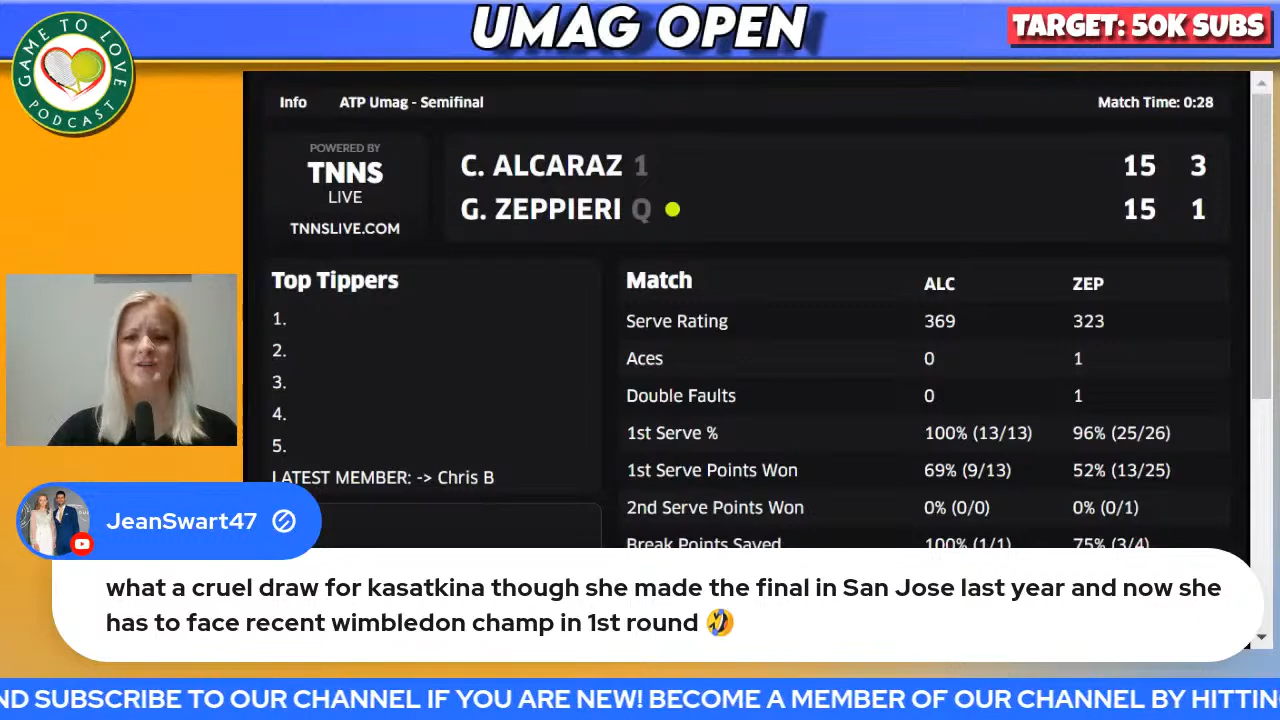 UMAG OPEN
TARGET: 50K SUBS
GAME TO LOVE
PODCAST
Info ATP Umag - Semifinal Match Time: 0:28
POWERED BY
TNNS
LIVE
TNNSLIVE.COM
C. ALCARAZ 1 15 3
G. ZEPPIERI Q 15 1
Top Tippers
1.
2.
3.
4.
5.
LATEST MEMBER: -> Chris B
Match ALC ZEP
Serve Rating 369 323
Aces 0 1
Double Faults 0 1
1st Serve % 100% (13/13) 96% (25/26)
1st Serve Points Won 69% (9/13) 52% (13/25)
2nd Serve Points Won 0% (0/0) 0% (0/1)
Break Points Saved 100% (1/1) 75% (3/4)
JeanSwart47
what a cruel draw for kasatkina though she made the final in San Jose last year and now she
has to face recent wimbledon champ in 1st round 🤣
ND SUBSCRIBE TO OUR CHANNEL IF YOU ARE NEW! BECOME A MEMBER OF OUR CHANNEL BY HITTIN